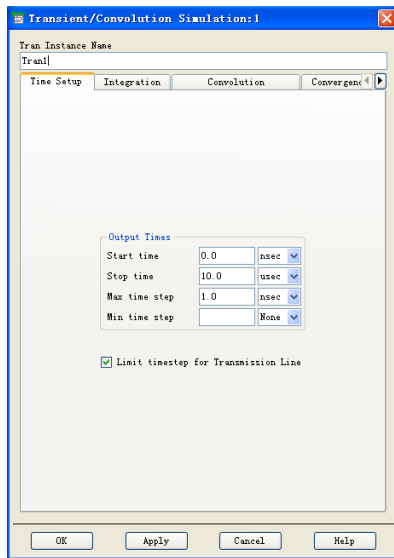 Transient/Convolution Simulation:1
Tran Instance Name
Tran1
Time Setup Integration Convolution Convergenc
Output Times
Start time 0.0 nsec
Stop time 10.0 usec
Max time step 1.0 nsec
Min time step None
Limit timestep for Transmission Line
OK Apply Cancel Help